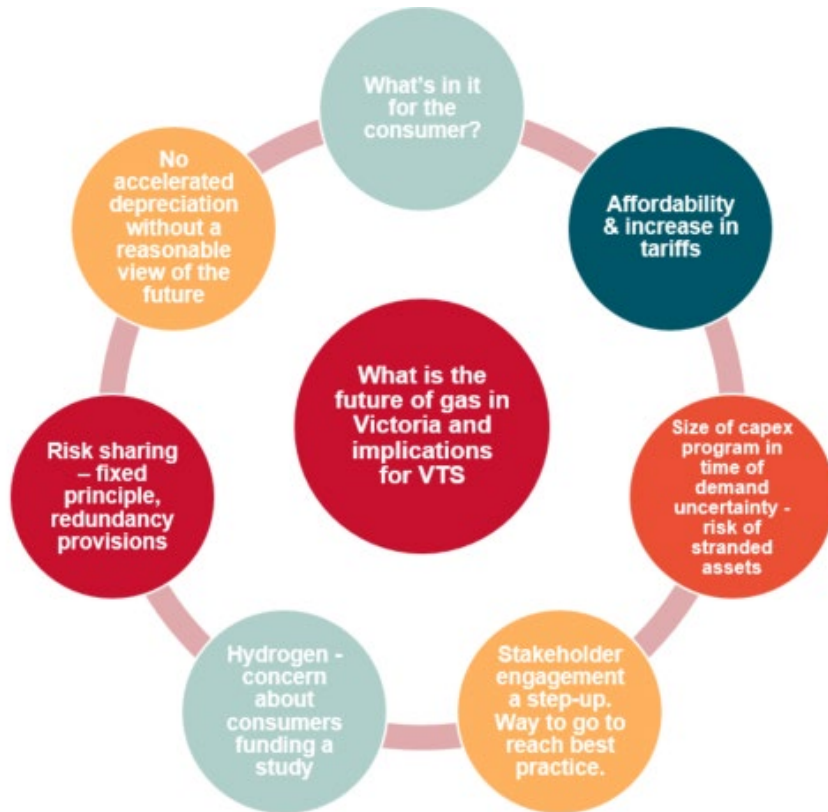 What's in it
for the
consumer?
Affordability
& increase in
tariffs
Size of capex
program in
time of
demand
uncertainty -
risk of
stranded
assets
Stakeholder
engagement
a step-up.
Way to go to
reach best
practice.
Hydrogen -
concern
about
consumers
funding a
study
Risk sharing
– fixed
principle,
redundancy
provisions
No
accelerated
depreciation
without a
reasonable
view of the
future
What is the
future of gas in
Victoria and
implications
for VTS